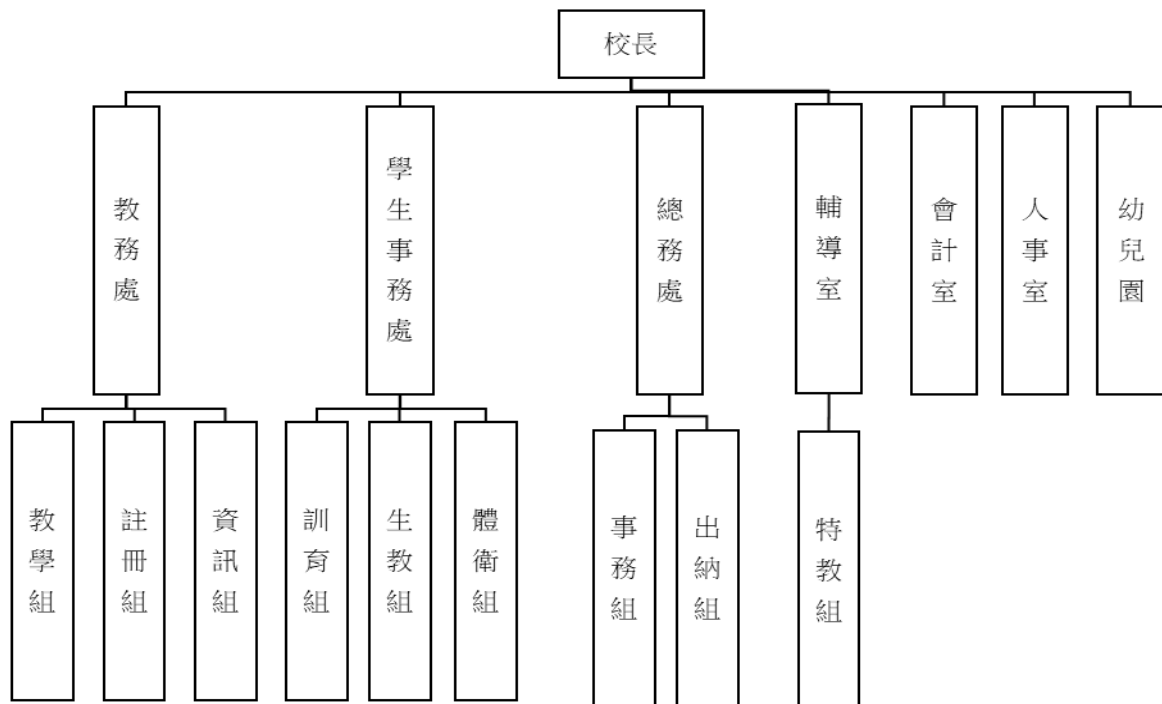 校長
教務處
學生事務處
總務處
輔導室
會計室
人事室
幼兒園
教學組
註冊組
資訊組
訓育組
生教組
體衛組
事務組
出納組
特教組